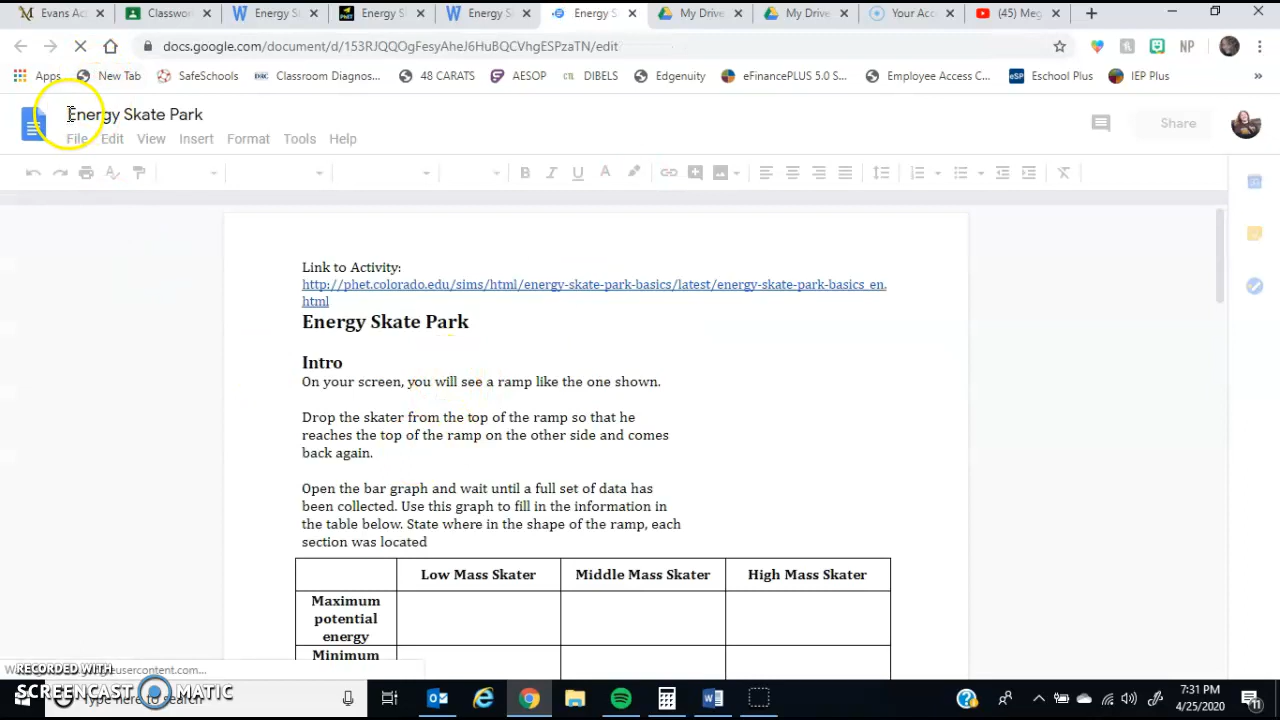 Evans Ac
Classwor
Energy S
Energy S
Energy S
Energy S
My Drive
My Drive
Your Acc
(45) Meg
docs.google.com/document/d/153RJQQOgFesyAheJ6HuBQCVhgESPzaTN/edit
Apps New Tab SafeSchools Classroom Diagnos... 48 CARATS AESOP DIBELS Edgenuity eFinancePLUS 5.0 S... Employee Access C... Eschool Plus IEP Plus »
Energy Skate Park
File Edit View Insert Format Tools Help
Share
Link to Activity:
http://phet.colorado.edu/sims/html/energy-skate-park-basics/latest/energy-skate-park-basics_en.
html
Energy Skate Park
Intro
On your screen, you will see a ramp like the one shown.
Drop the skater from the top of the ramp so that he
reaches the top of the ramp on the other side and comes
back again.
Open the bar graph and wait until a full set of data has
been collected. Use this graph to fill in the information in
the table below. State where in the shape of the ramp, each
section was located
Low Mass Skater Middle Mass Skater High Mass Skater
Maximum
potential
energy
Minimum
eusercontent.com...
RECORDED WITH
SCREENCAST MATIC
Type here to search
7:31 PM
4/25/2020